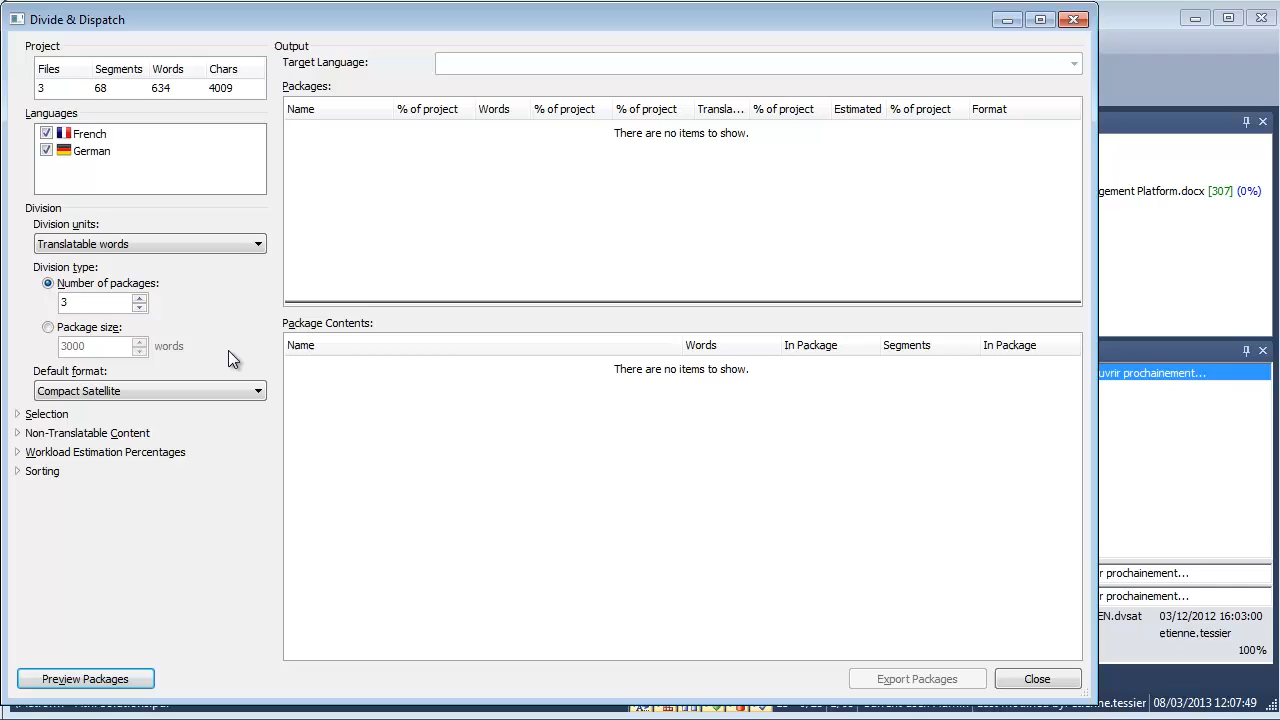 Divide & Dispatch
Project
Files Segments Words Chars
3 68 634 4009
Languages
French
German
Division
Division units:
Translatable words
Division type:
Number of packages:
3
Package size:
3000 words
Default format:
Compact Satellite
Selection
Non-Translatable Content
Workload Estimation Percentages
Sorting
Preview Packages
Output
Target Language:
Packages:
Name % of project Words % of project % of project Transla... % of project Estimated % of project Format
There are no items to show.
Package Contents:
Name Words In Package Segments In Package
There are no items to show.
Export Packages Close
gement Platform.docx [307] (0%)
uvrir prochainement...
r prochainement...
r prochainement...
EN.dvsat 03/12/2012 16:03:00
etienne.tessier
100%
08/03/2013 12:07:49